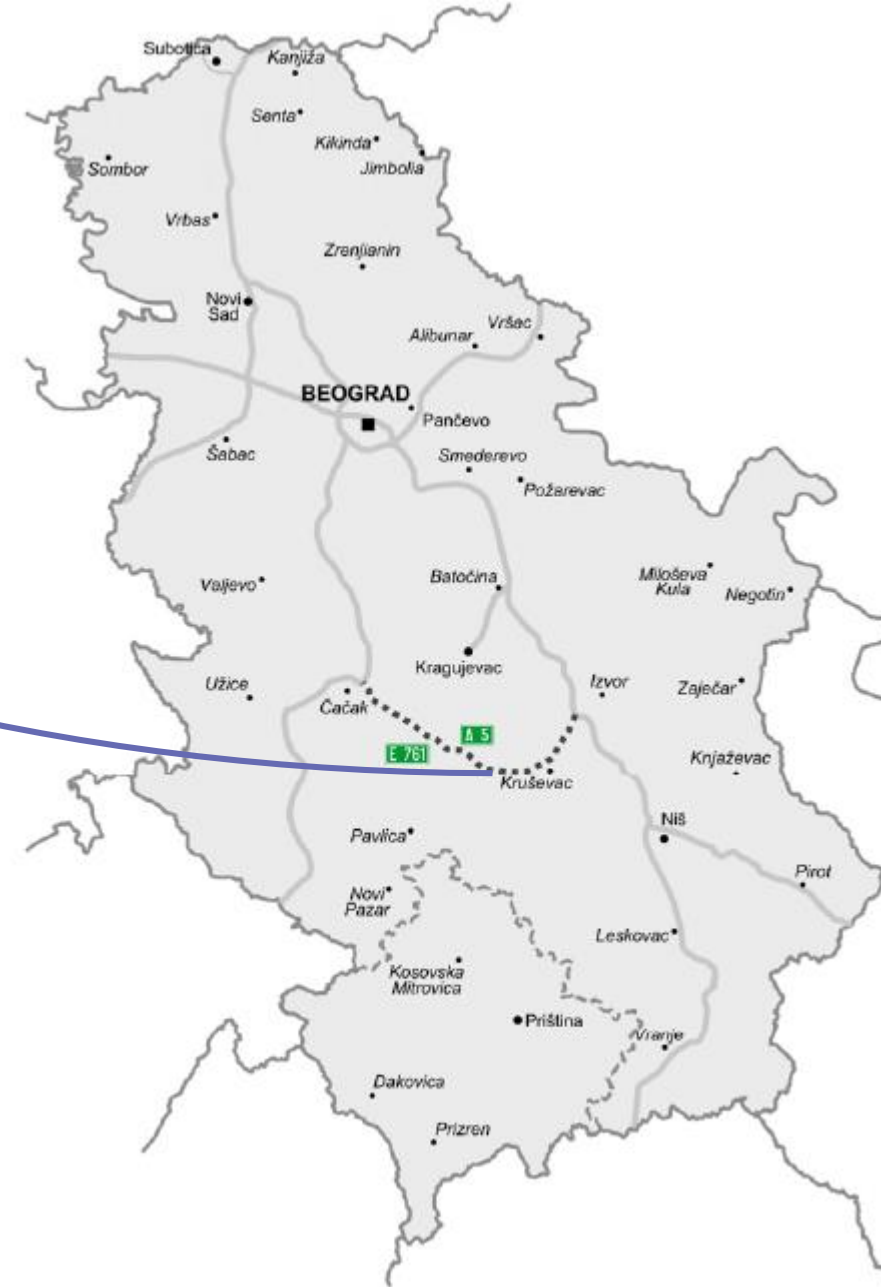 Subotica
Kanjiža
Senta
Kikinda
Jimbolia
Sombor
Vrbas
Zrenjianin
Novi
Sad
Vršac
Alibunar
BEOGRAD
Pančevo
Šabac
Smederevo
Požarevac
Batočina
Miloševa
Kula
Negotin
Valjevo
Kragujevac
Užice
Izvor
Zaječar
Čačak
A 5
E 761
Knjaževac
Kruševac
Niš
Pavlica
Pirot
Novi
Pazar
Leskovac
Kosovska
Mitrovica
Priština
Vranje
Dakovica
Prizren